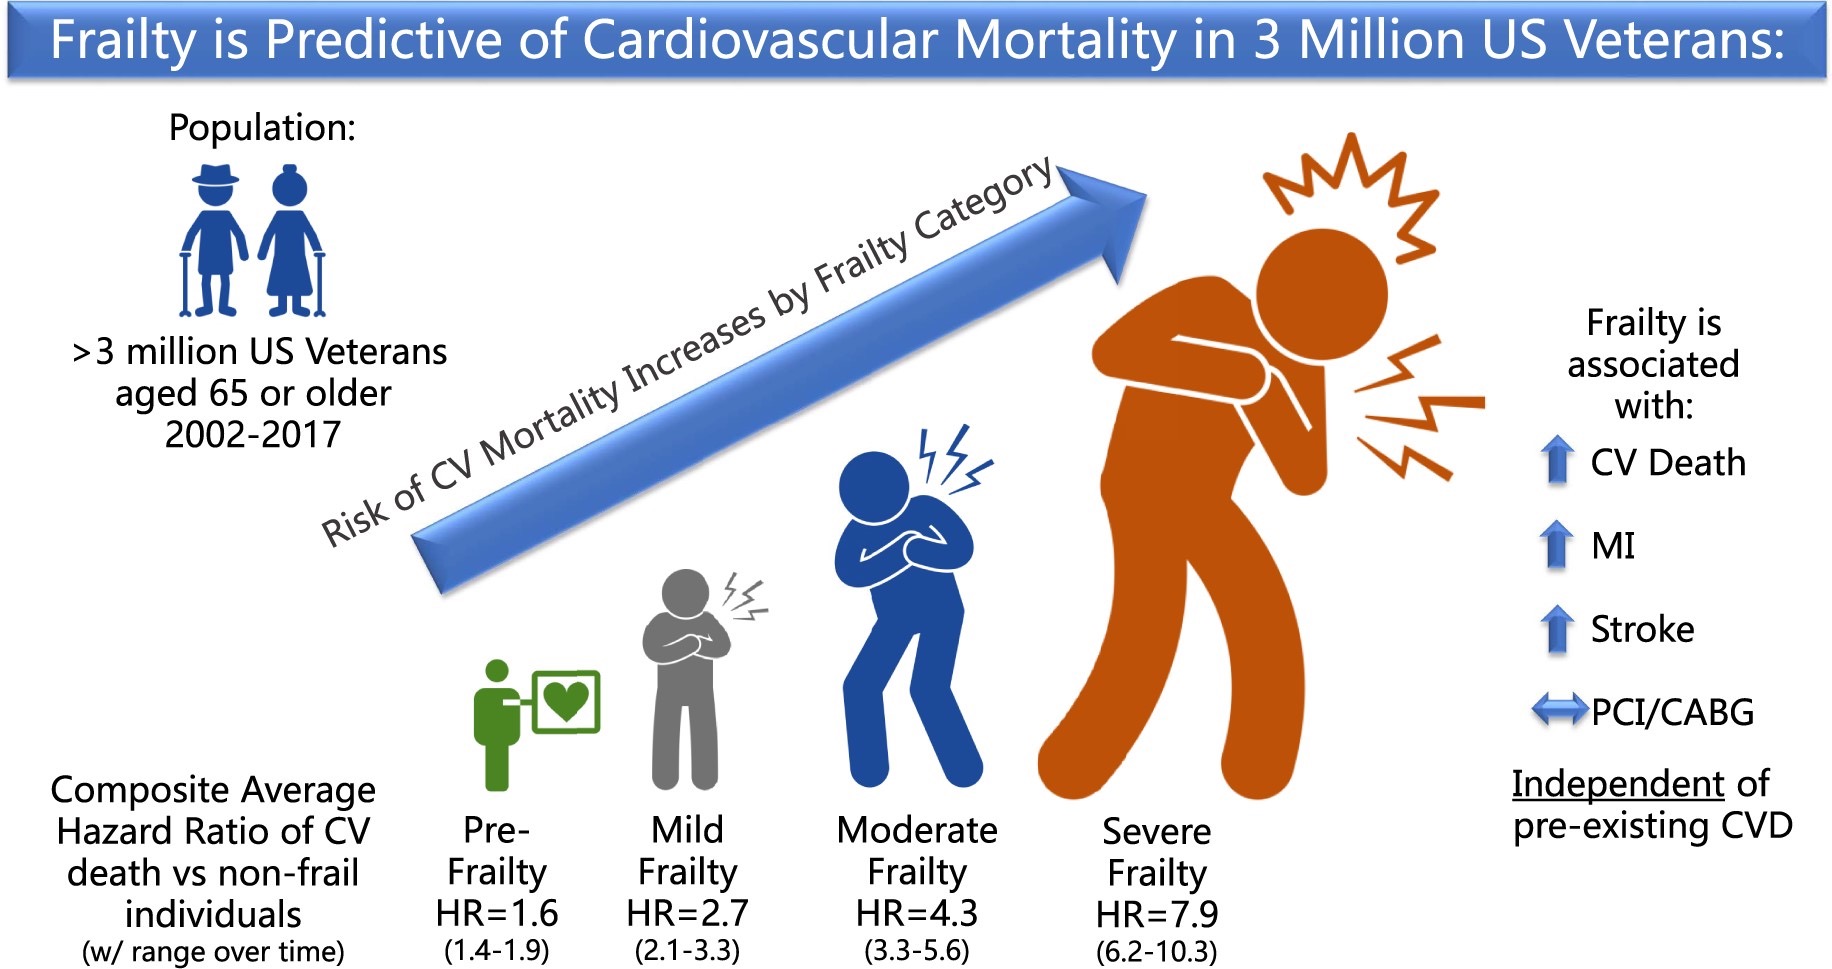 Frailty is Predictive of Cardiovascular Mortality in 3 Million US Veterans:
Population:
>3 million US Veterans
aged 65 or older
2002-2017
Risk of CV Mortality Increases by Frailty Category
Frailty is
associated
with:
CV Death
MI
Stroke
PCI/CABG
Independent of
pre-existing CVD
Composite Average
Hazard Ratio of CV
death vs non-frail
individuals
(w/ range over time)
Pre-
Frailty
HR=1.6
(1.4-1.9)
Mild
Frailty
HR=2.7
(2.1-3.3)
Moderate
Frailty
HR=4.3
(3.3-5.6)
Severe
Frailty
HR=7.9
(6.2-10.3)